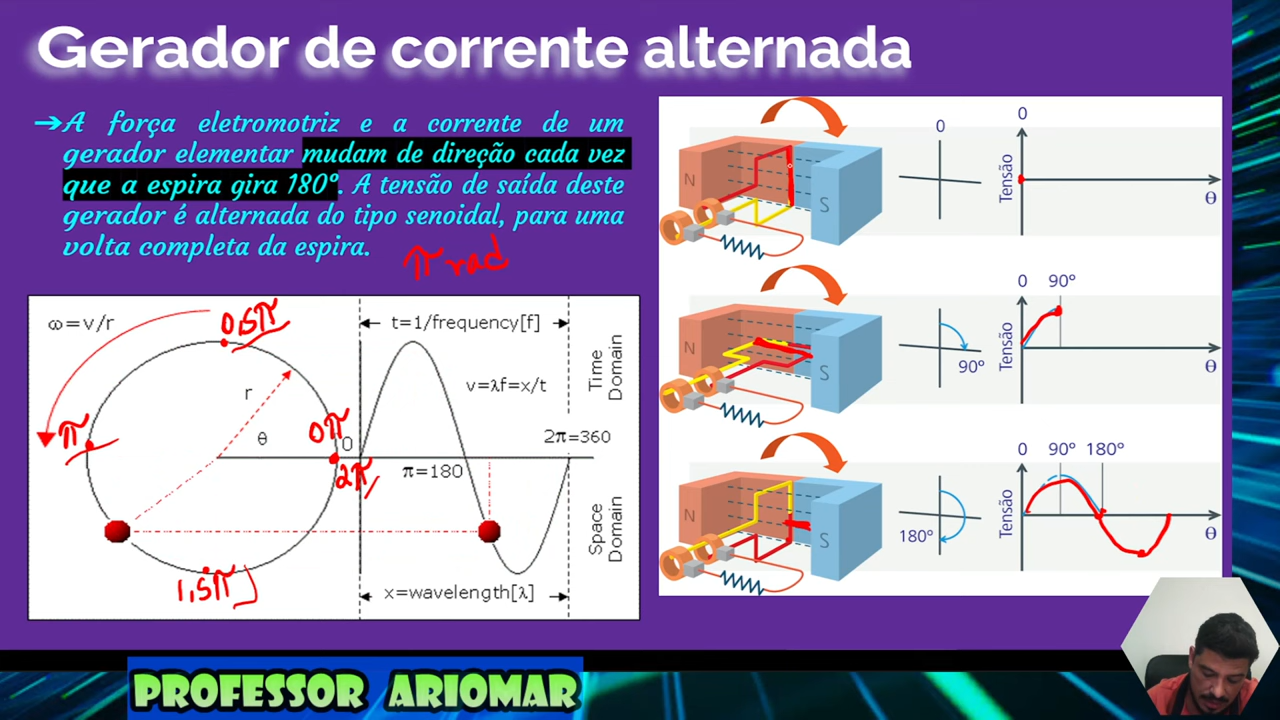 Gerador de corrente alternada
➔A força eletromotriz e a corrente de um
gerador elementar mudam de direção cada vez
que a espira gira 180°. A tensão de saída deste
gerador é alternada do tipo senoidal, para uma
volta completa da espira.
π rad
ω=v/r
0,5π
t=1/frequency[f]
Time
Domain
r
v=λf=x/t
θ
π
0π
0
2π
2π=360
π=180
Space
Domain
1,5π
x=wavelength[λ]
N
S
0
0
Tensão
Θ
N
S
90°
0
90°
Tensão
Θ
N
S
180°
0
90°
180°
Tensão
Θ
PROFESSOR ARIOMAR